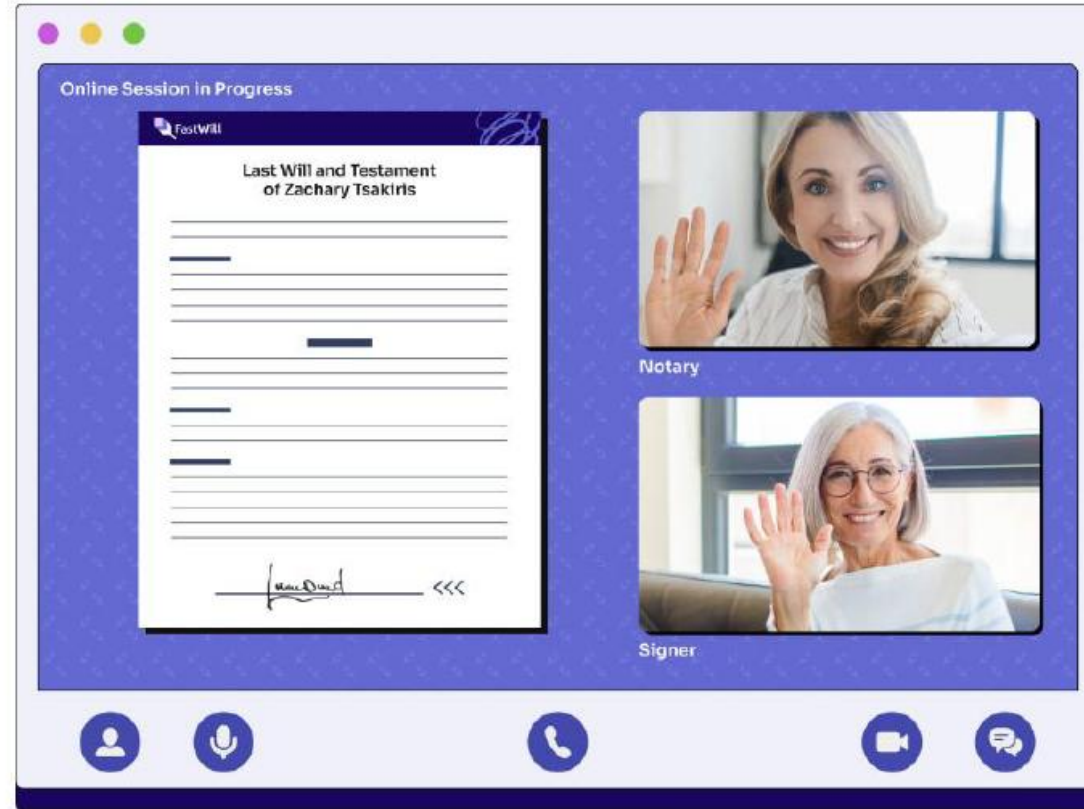 Online Session in Progress
FastWill
Last Will and Testament
of Zachary Tsakiris
<<<
Notary
Signer